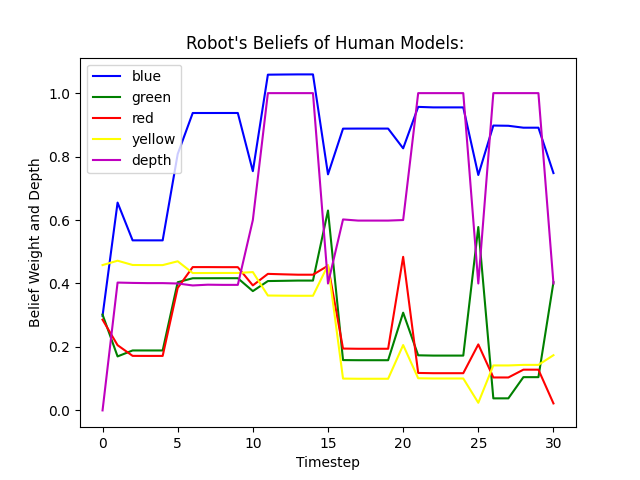 Robot's Beliefs of Human Models:
blue
green
red
yellow
depth
Belief Weight and Depth
1.0
0.8
0.6
0.4
0.2
0.0
0 5 10 15 20 25 30
Timestep